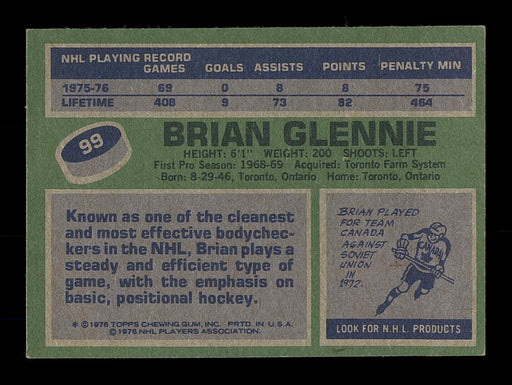 NHL PLAYING RECORD
GAMES GOALS ASSISTS POINTS PENALTY MIN
1975-76 69 0 8 8 75
LIFETIME 408 9 73 82 464
99
BRIAN GLENNIE
HEIGHT: 6'1" WEIGHT: 200 SHOOTS: LEFT
First Pro Season: 1968-69 Acquired: Toronto Farm System
Born: 8-29-46, Toronto, Ontario Home: Toronto, Ontario
Known as one of the cleanest
and most effective bodychec-
kers in the NHL, Brian plays a
steady and efficient type of
game, with the emphasis on
basic, positional hockey.
* © 1976 TOPPS CHEWING GUM, INC. PRTD. IN U.S.A.
© 1976 NHL PLAYERS ASSOCIATION.
BRIAN PLAYED
FOR TEAM
CANADA
AGAINST
SOVIET
UNION
IN
1972.
CANADA
LOOK FOR N.H.L. PRODUCTS